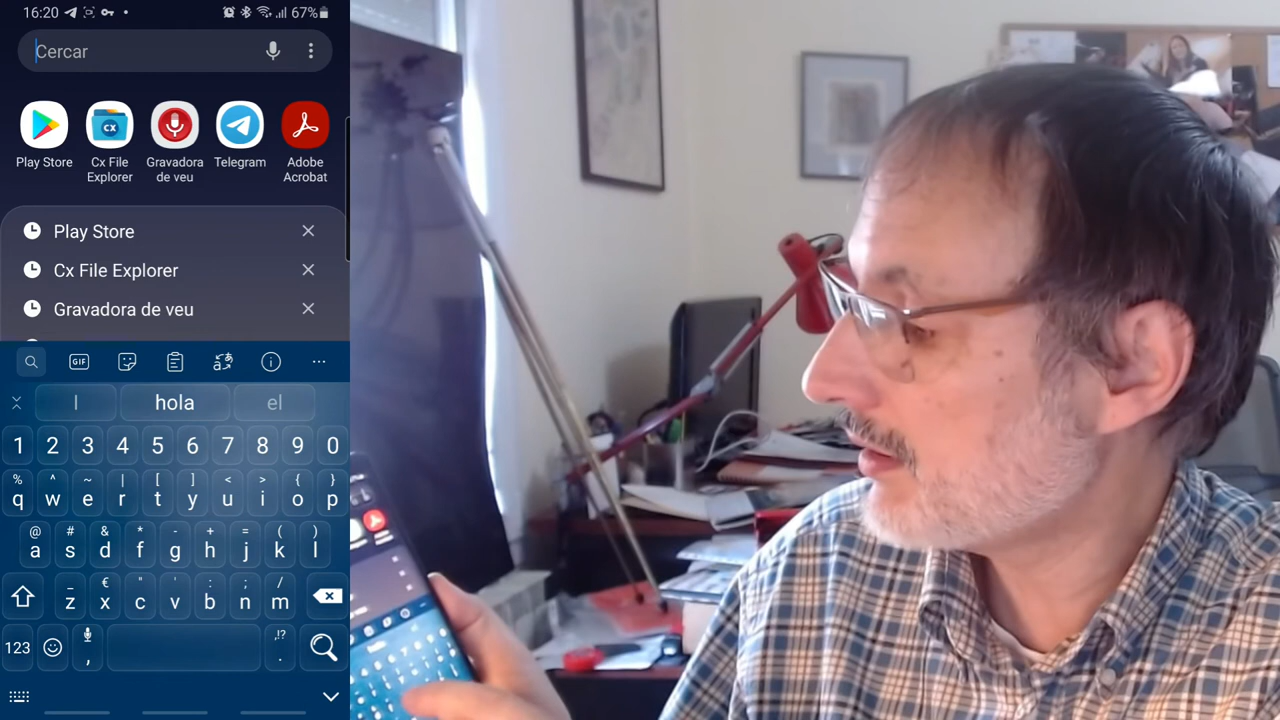 16:20 67%
Cercar
Play Store
Cx File Explorer
Gravadora de veu
Telegram
Adobe Acrobat
Play Store
Cx File Explorer
Gravadora de veu
GIF
l hola el
1 2 3 4 5 6 7 8 9 0
% ^ ~ | [ ] < > { }
q w e r t y u i o p
@ # & * - + = ( )
a s d f g h j k l
_ € " ' : ; /
z x c v b n m
123 , ,!? .